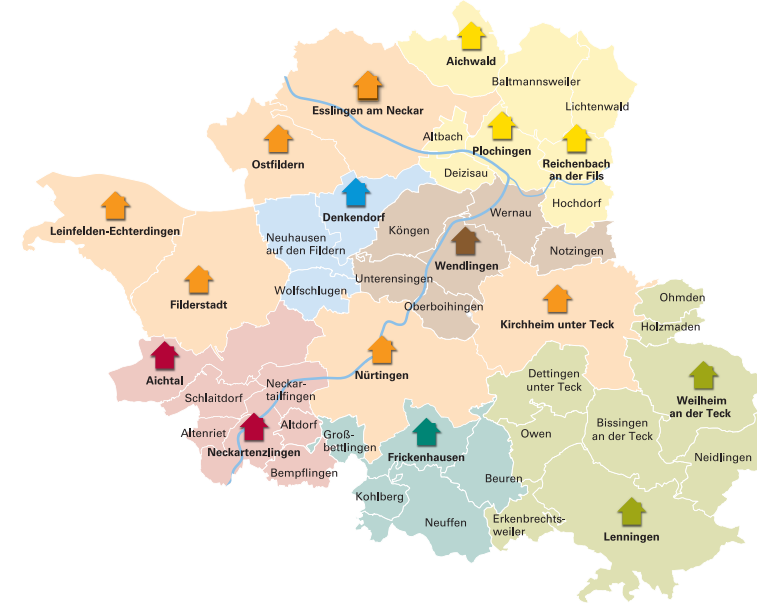 Aichwald
Baltmannsweiler
Lichtenwald
Esslingen am Neckar
Altbach
Plochingen
Ostfildern
Reichenbach
an der Fils
Deizisau
Hochdorf
Denkendorf
Wernau
Leinfelden-Echterdingen
Köngen
Neuhausen
auf den Fildern
Notzingen
Wendlingen
Unterensingen
Wolfschlugen
Filderstadt
Ohmden
Oberboihingen
Kirchheim unter Teck
Holzmaden
Nürtingen
Aichtal
Dettingen
unter Teck
Neckar-
tailfingen
Schlaitdorf
Weilheim
an der Teck
Bissingen
an der Teck
Altdorf
Altenriet
Owen
Groß-
bettlingen
Neckartenzlingen
Frickenhausen
Neidlingen
Bempflingen
Beuren
Kohlberg
Erkenbrechts-
weiler
Neuffen
Lenningen